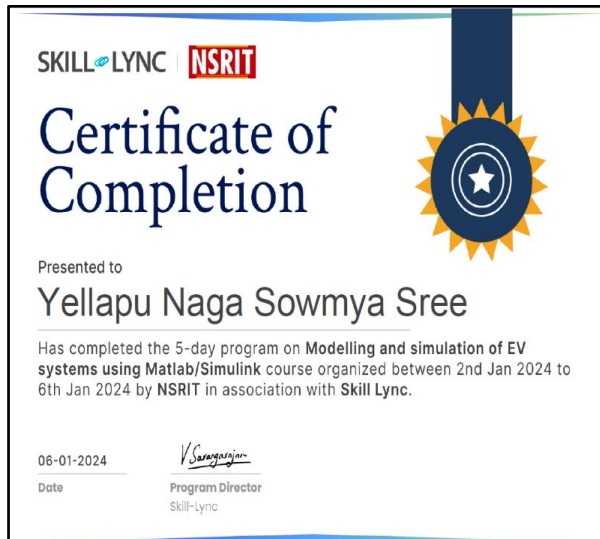 SKILL LYNC NSRIT
Certificate of
Completion
Presented to
Yellapu Naga Sowmya Sree
Has completed the 5-day program on Modelling and simulation of EV
systems using Matlab/Simulink course organized between 2nd Jan 2024 to
6th Jan 2024 by NSRIT in association with Skill Lync.
06-01-2024
V Sarangarajan
Date
Program Director
Skill-Lync